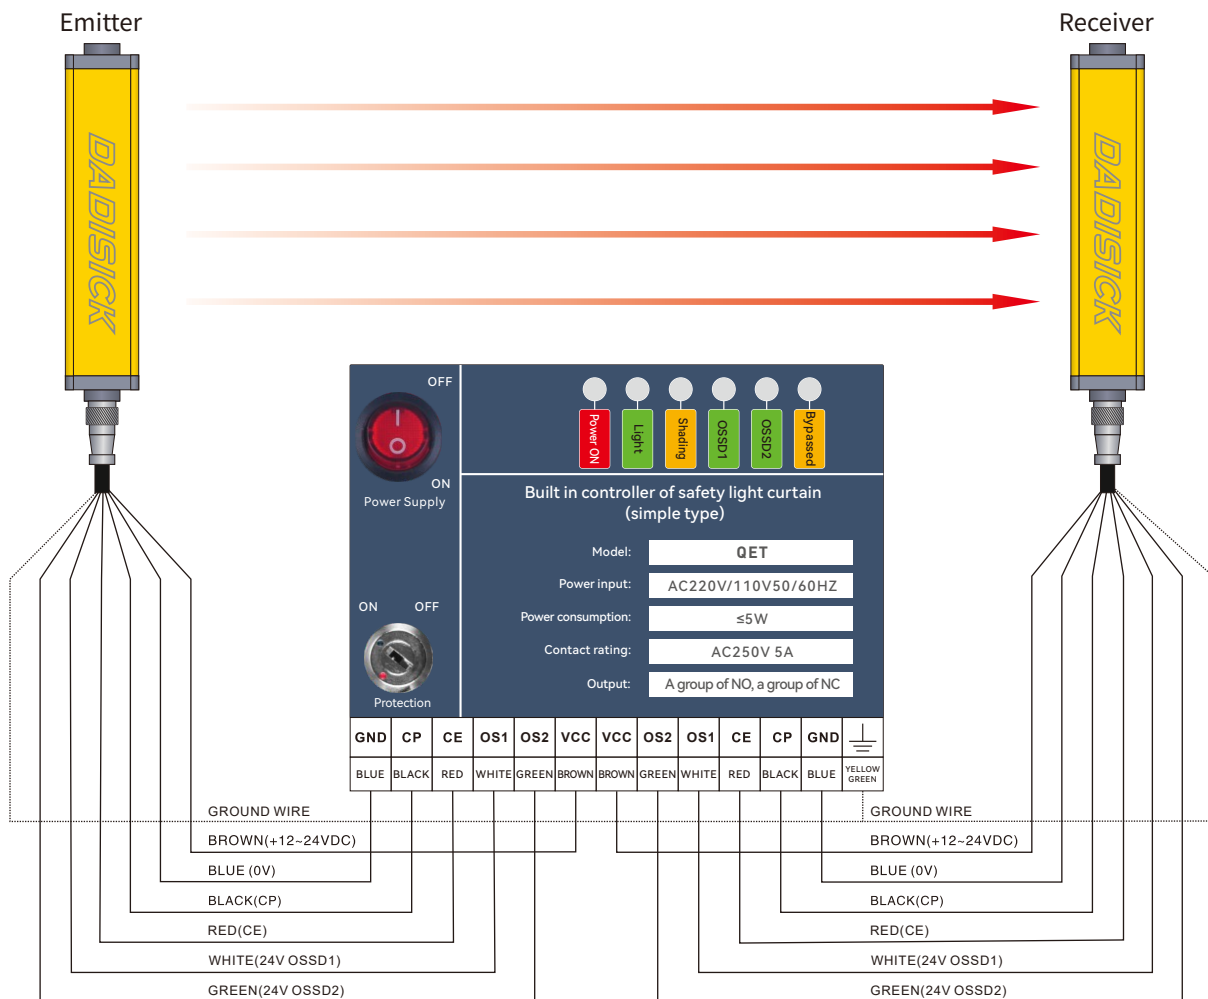 Emitter
Receiver
DADISICK
DADISICK
OFF
ON
Power Supply
Power ON
Light
Shading
OSSD1
OSSD2
Bypassed
Built in controller of safety light curtain
(simple type)
Model: QET
Power input: AC220V/110V50/60HZ
Power consumption: ≤5W
Contact rating: AC250V 5A
Output: A group of NO, a group of NC
ON OFF
Protection
GND CP CE OS1 OS2 VCC VCC OS2 OS1 CE CP GND
BLUE BLACK RED WHITE GREEN BROWN BROWN GREEN WHITE RED BLACK BLUE YELLOW GREEN
GROUND WIRE GROUND WIRE
BROWN(+12~24VDC) BROWN(+12~24VDC)
BLUE (0V) BLUE (0V)
BLACK(CP) BLACK(CP)
RED(CE) RED(CE)
WHITE(24V OSSD1) WHITE(24V OSSD1)
GREEN(24V OSSD2) GREEN(24V OSSD2)